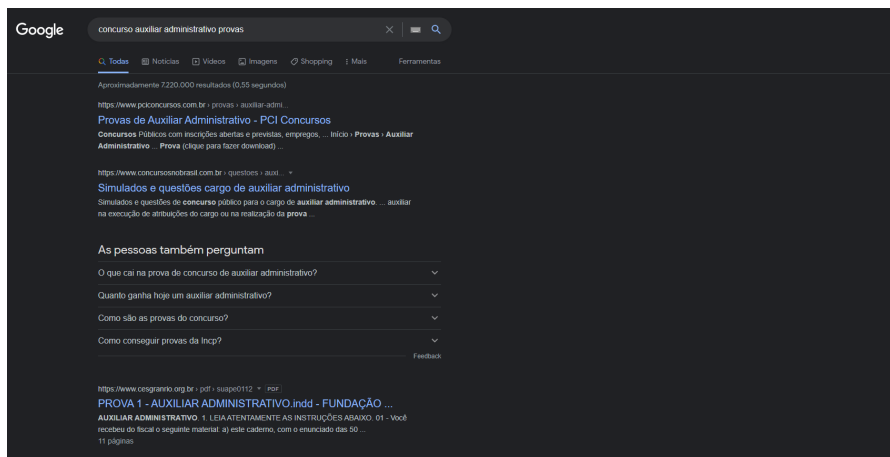 Google
concurso auxiliar administrativo provas
Todas Notícias Vídeos Imagens Shopping Mais Ferramentas
Aproximadamente 7.220.000 resultados (0,55 segundos)
https://www.pciconcursos.com.br › provas › auxiliar-admi...
Provas de Auxiliar Administrativo - PCI Concursos
Concursos Públicos com inscrições abertas e previstas, empregos, ... Início › Provas › Auxiliar
Administrativo ... Prova (clique para fazer download) ...
https://www.concursosnobrasil.com.br › questoes › auxi...
Simulados e questões cargo de auxiliar administrativo
Simulados e questões de concurso público para o cargo de auxiliar administrativo. ... auxiliar
na execução de atribuições do cargo ou na realização da prova ...
As pessoas também perguntam
O que cai na prova de concurso de auxiliar administrativo?
Quanto ganha hoje um auxiliar administrativo?
Como são as provas do concurso?
Como conseguir provas da Incp?
Feedback
https://www.cesgranrio.org.br › pdf › suape0112 PDF
PROVA 1 - AUXILIAR ADMINISTRATIVO.indd - FUNDAÇÃO ...
AUXILIAR ADMINISTRATIVO. 1. LEIA ATENTAMENTE AS INSTRUÇÕES ABAIXO. 01 - Você
recebeu do fiscal o seguinte material: a) este caderno, com o enunciado das 50 ...
11 páginas